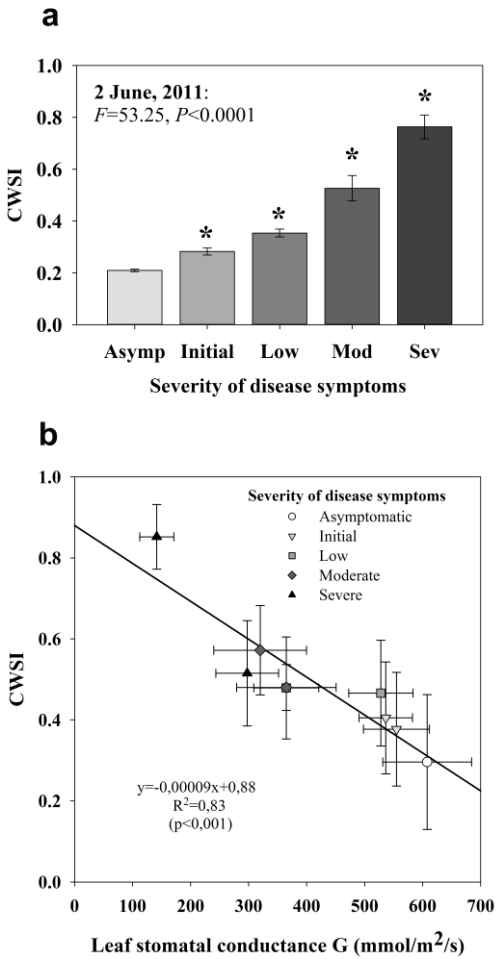 a
1.0
0.8
0.6
0.4
0.2
0.0
CWSI
2 June, 2011:
F=53.25, P<0.0001
*
*
*
*
Asymp Initial Low Mod Sev
Severity of disease symptoms
b
1.0
0.8
0.6
0.4
0.2
0.0
CWSI
Severity of disease symptoms
Asymptomatic
Initial
Low
Moderate
Severe
y=-0,00009x+0,88
R²=0,83
(p<0,001)
0 100 200 300 400 500 600 700
Leaf stomatal conductance G (mmol/m²/s)